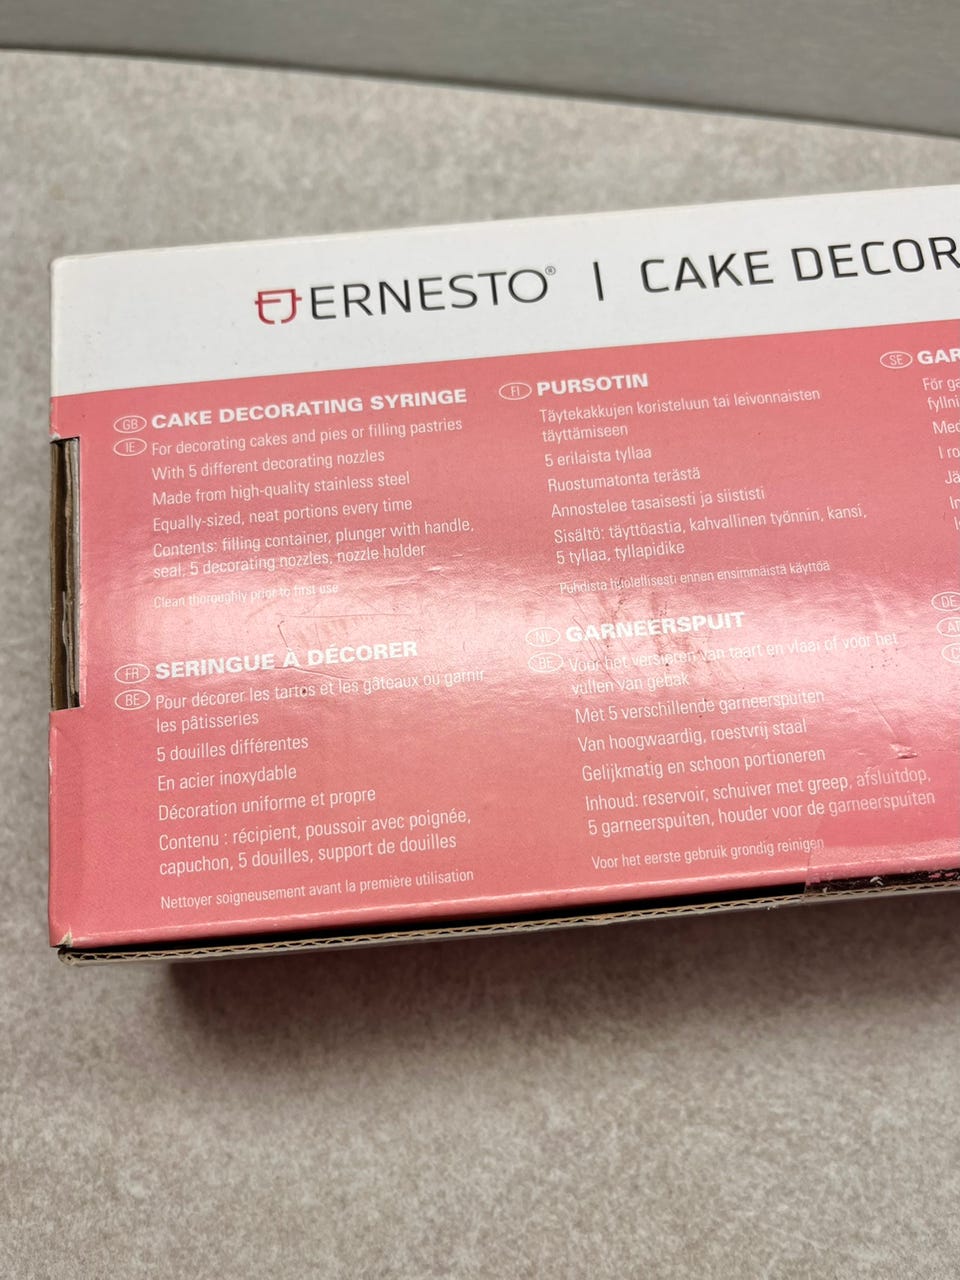 ERNESTO® | CAKE DECOR
GB CAKE DECORATING SYRINGE
IE For decorating cakes and pies or filling pastries
With 5 different decorating nozzles
Made from high-quality stainless steel
Equally-sized, neat portions every time
Contents: filling container, plunger with handle,
seal, 5 decorating nozzles, nozzle holder
Clean thoroughly prior to first use
FR SERINGUE À DÉCORER
BE Pour décorer les tartes et les gâteaux ou garnir
les pâtisseries
5 douilles différentes
En acier inoxydable
Décoration uniforme et propre
Contenu : récipient, poussoir avec poignée,
capuchon, 5 douilles, support de douilles
Nettoyer soigneusement avant la première utilisation
FI PURSOTIN
Täytekakkujen koristeluun tai leivonnaisten
täyttämiseen
5 erilaista tyllaa
Ruostumatonta terästä
Annostelee tasaisesti ja siististi
Sisältö: täyttöastia, kahvallinen työnnin, kansi,
5 tyllaa, tyllapidike
Puhdista huolellisesti ennen ensimmäistä käyttöä
NL GARNEERSPUIT
BE Voor het versieren van taart en vlaai of voor het
vullen van gebak
Met 5 verschillende garneerspuiten
Van hoogwaardig, roestvrij staal
Gelijkmatig en schoon portioneren
Inhoud: reservoir, schuiver met greep, afsluitdop,
5 garneerspuiten, houder voor de garneerspuiten
Voor het eerste gebruik grondig reinigen
SE GAR
För ga
fyllni
Med
I ro
Jä
In
DE
AT